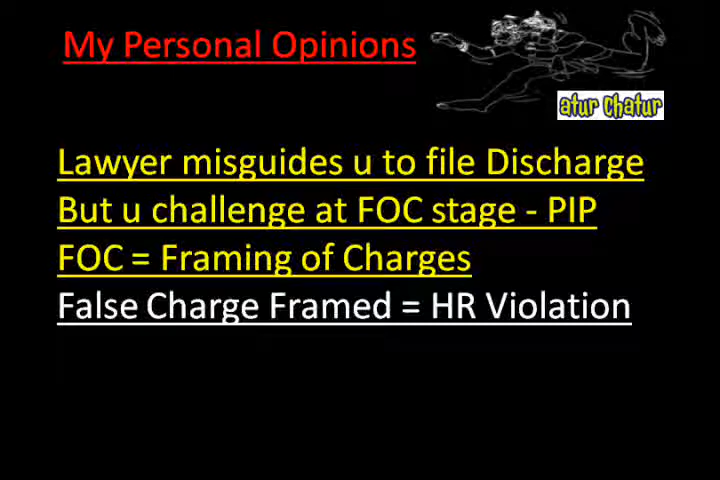 My Personal Opinions
atur chatur
Lawyer misguides u to file Discharge
But u challenge at FOC stage - PIP
FOC = Framing of Charges
False Charge Framed = HR Violation